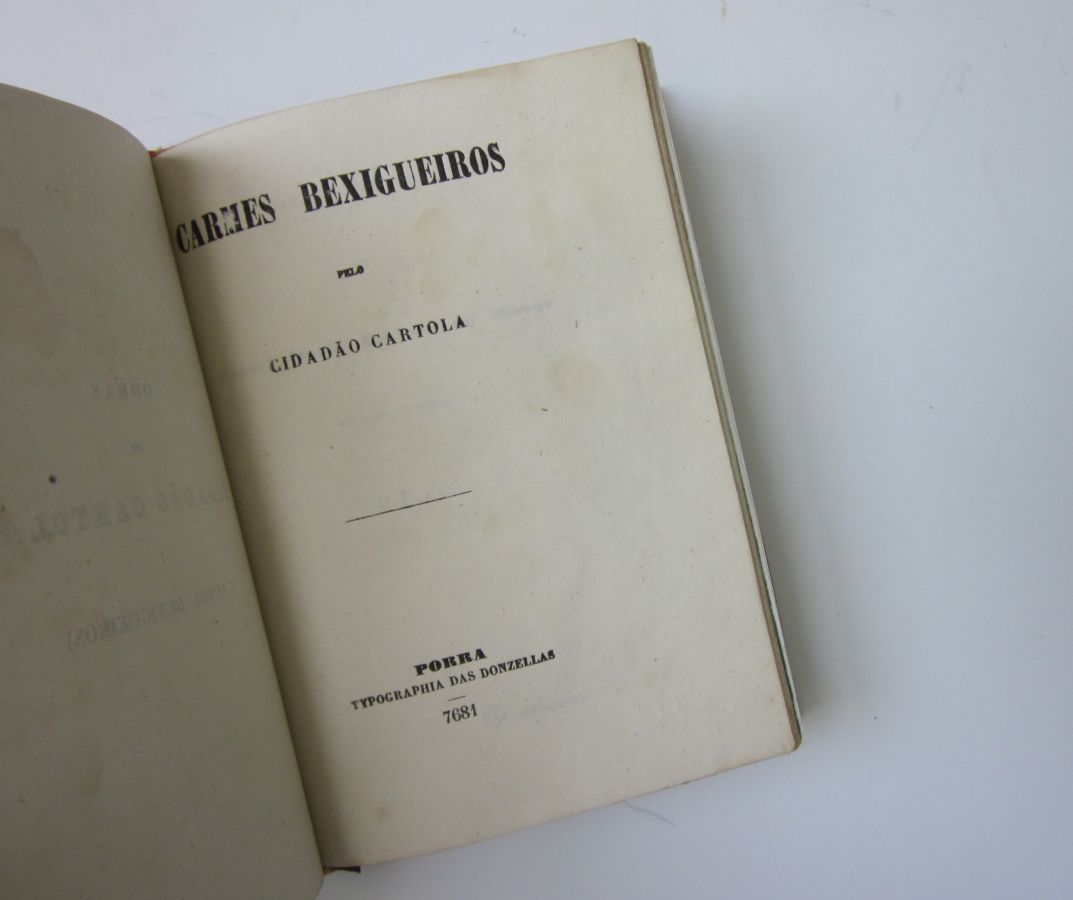 CARMES BEXIGUEIROS
PELO
CIDADÃO CARTOLA
PORRA
TYPOGRAPHIA DAS DONZELLAS
7681